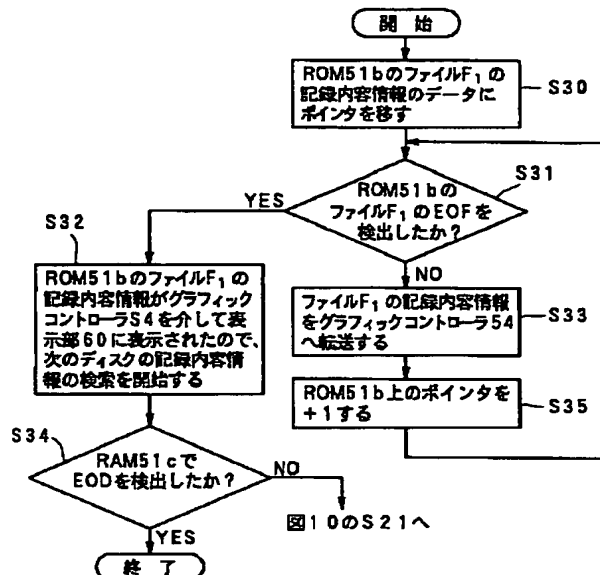 開 始
ROM51bのファイルF₁の
記録内容情報のデータに
ポインタを移す
S30
ROM51bの
ファイルF₁のEOFを
検出したか?
S31
YES
NO
S32
ROM51bのファイルF₁の
記録内容情報がグラフィック
コントローラS4を介して表
示部60に表示されたので、
次のディスクの記録内容情
報の検索を開始する
ファイルF₁の記録内容情報
をグラフィックコントローラ54
へ転送する
S33
ROM51b上のポインタを
+1する
S35
S34
RAM51cで
EODを検出したか?
NO
図10のS21へ
YES
終 了